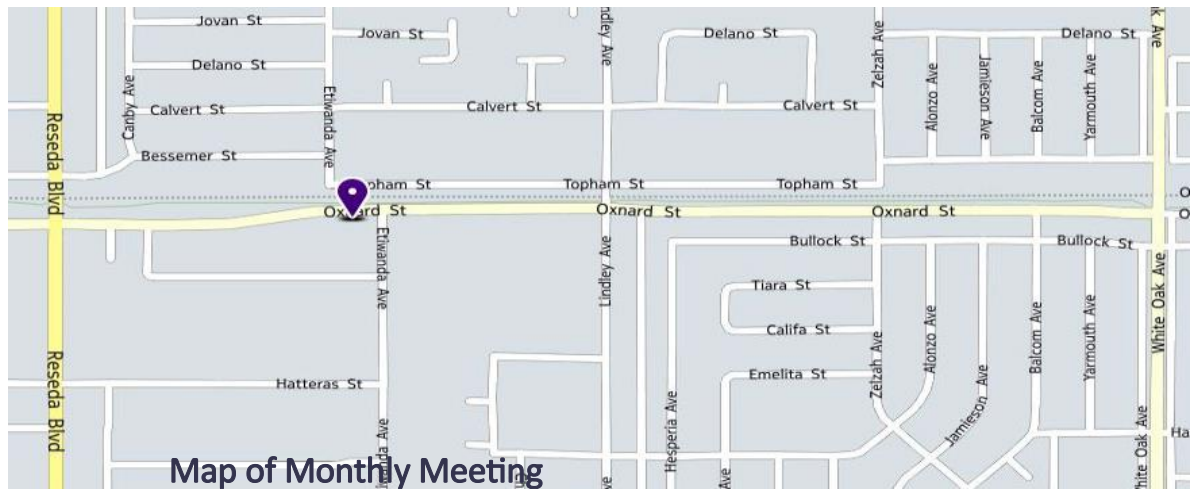 Jovan St
Jovan St
Delano St
Delano St
Delano St
Canby Ave
Calvert St
Calvert St
Calvert St
Etiwanda Ave
Zelzah Ave
Alonzo Ave
Jamieson Ave
Balcom Ave
Yarmouth Ave
Reseda Blvd
Bessemer St
Topham St
Topham St
Oxnard St
Oxnard St
Etiwanda Ave
Lindley Ave
Bullock St
Bullock St
Tiara St
Califa St
Zelzah Ave
Alonzo Ave
Jamieson Ave
Balcom Ave
Yarmouth Ave
White Oak Ave
Reseda Blvd
Hatteras St
Emelita St
Hesperia Ave
Ave
White Oak Ave
Map of Monthly Meeting